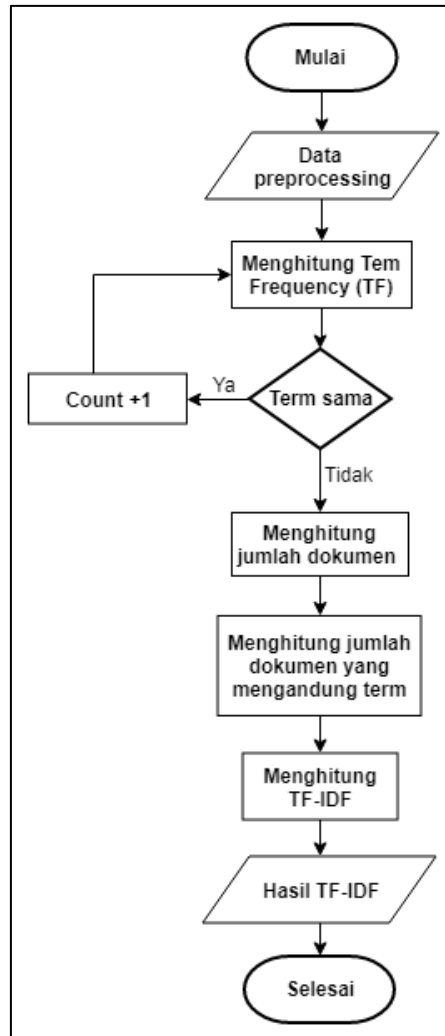 Mulai
Data
preprocessing
Menghitung Tem
Frequency (TF)
Term sama
Ya
Count +1
Tidak
Menghitung
jumlah dokumen
Menghitung jumlah
dokumen yang
mengandung term
Menghitung
TF-IDF
Hasil TF-IDF
Selesai